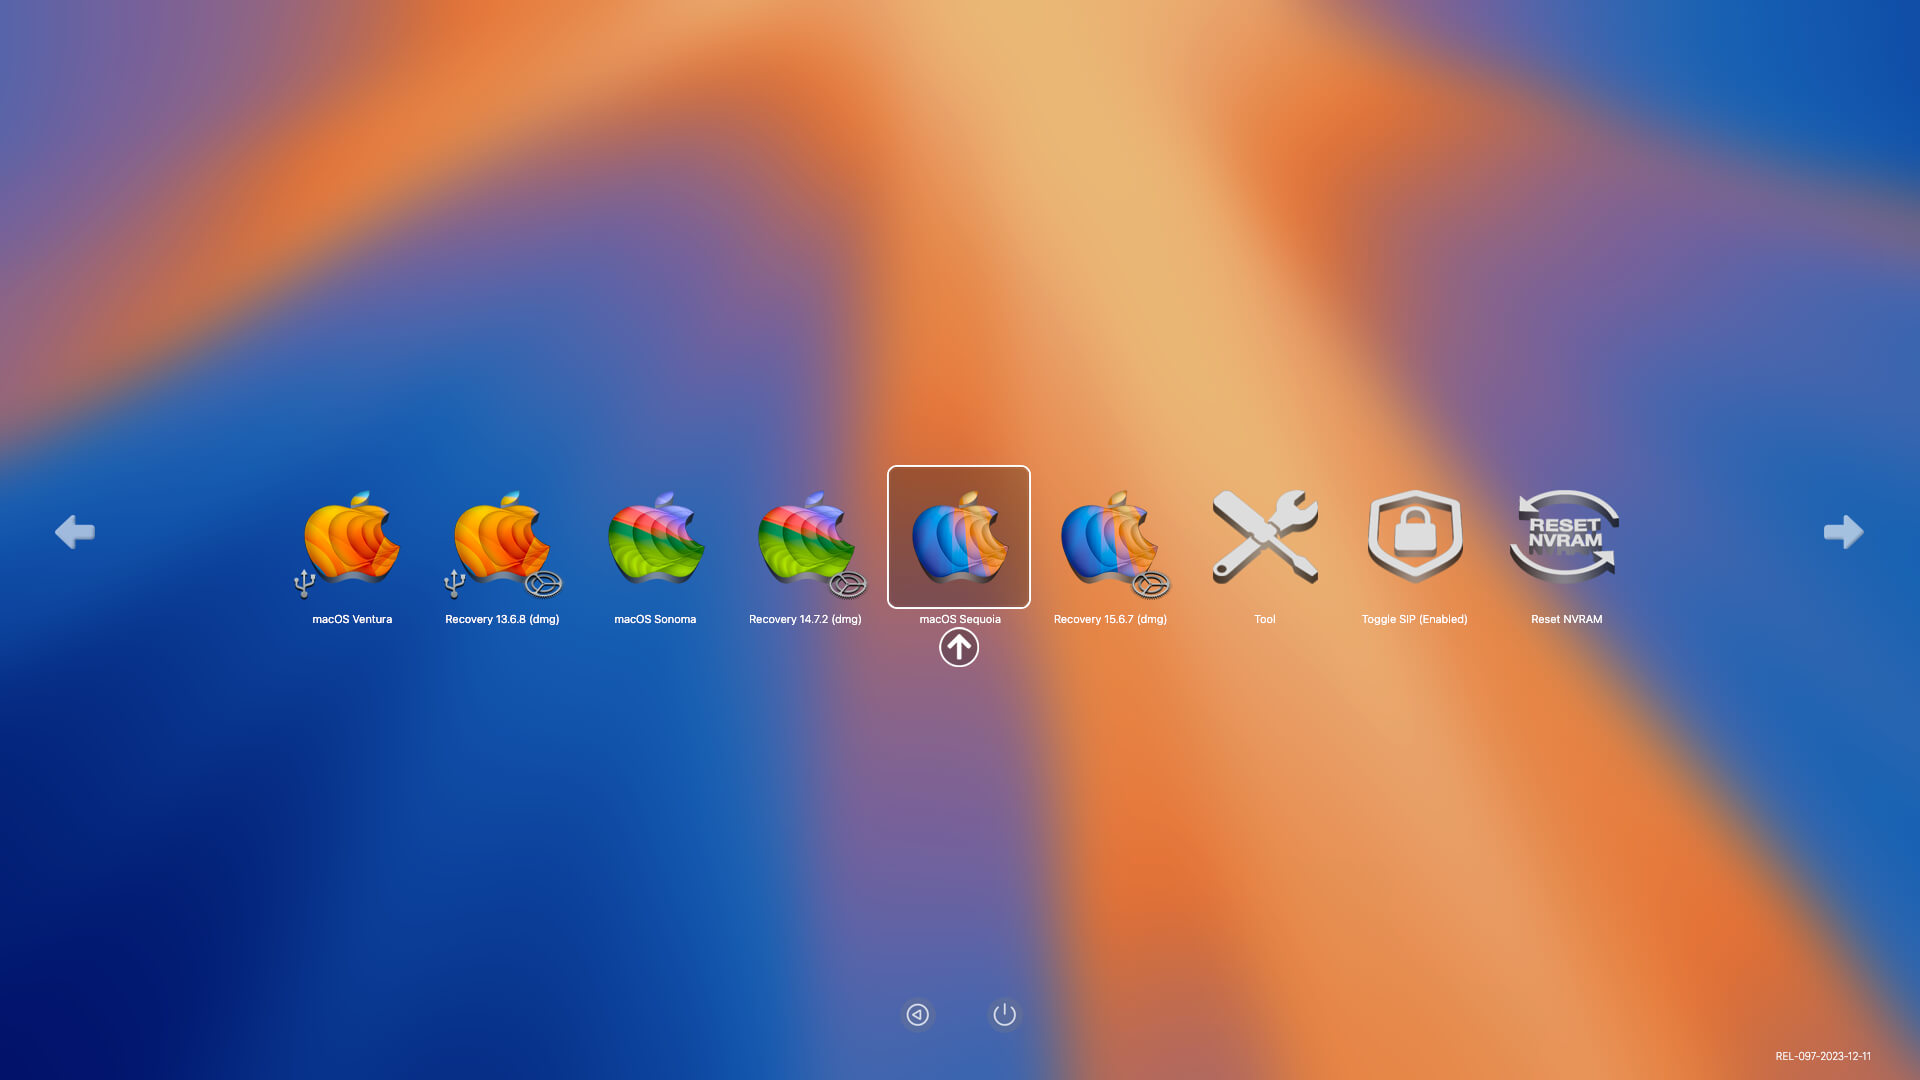 RESET
NVRAM
macOS Ventura
Recovery 13.6.8 (dmg)
macOS Sonoma
Recovery 14.7.2 (dmg)
macOS Sequoia
Recovery 15.6.7 (dmg)
Tool
Toggle SIP (Enabled)
Reset NVRAM
REL-097-2023-12-11